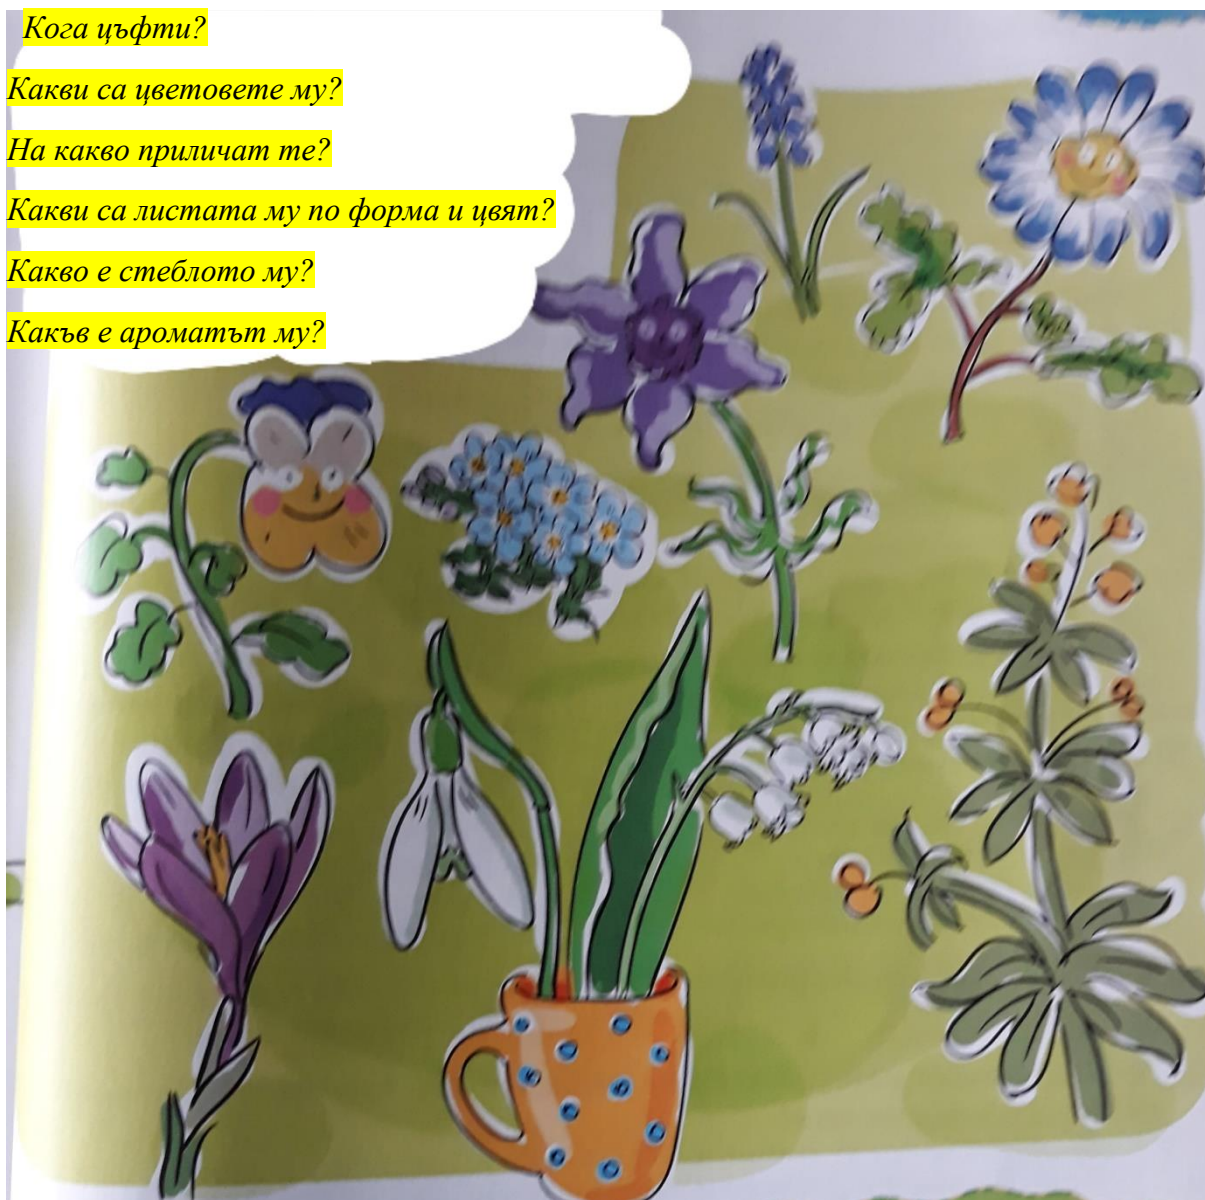 Кога цъфти?
Какви са цветовете му?
На какво приличат те?
Какви са листата му по форма и цвят?
Какво е стеблото му?
Какъв е ароматът му?